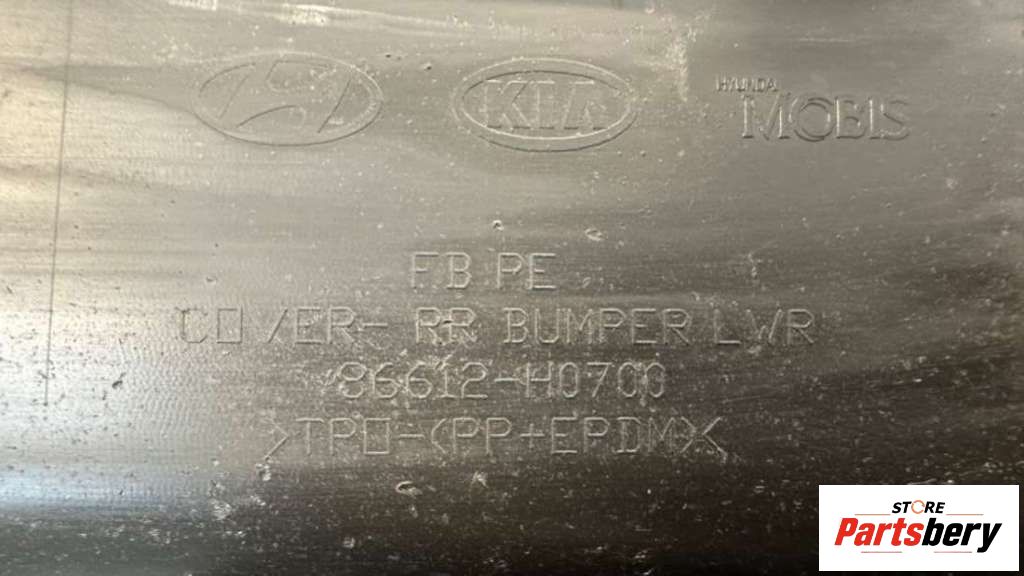 KIA
HYUNDAI
MOBIS
FB PE
COVER- RR BUMPER LWR
86612-H0700
>TPO-(PP+EPDM)<
STORE
Partsbery